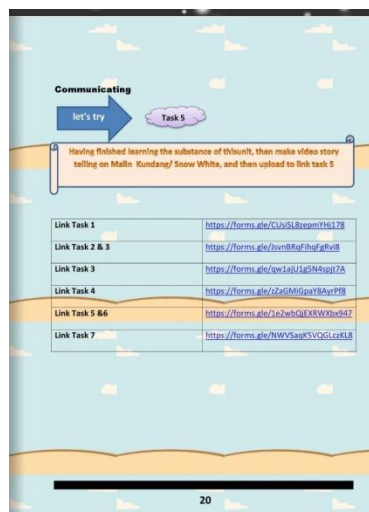 Communicating
let's try
Task 5
Having finished learning the substance of thisunit, then make video story
telling on Malin Kundang/ Snow White, and then upload to link task 5
Link Task 1 https://forms.gle/CUsiSL8zepmYHj178
Link Task 2 & 3 https://forms.gle/JsvnBRqFihqFgRvi8
Link Task 3 https://forms.gle/qw1ajU1g5N4spjt7A
Link Task 4 https://forms.gle/zZaGMiGpaY8AyrPf8
Link Task 5 &6 https://forms.gle/1e2wbQjEXRWXbx947
Link Task 7 https://forms.gle/NWVSaqK5VQGLczKL8
20